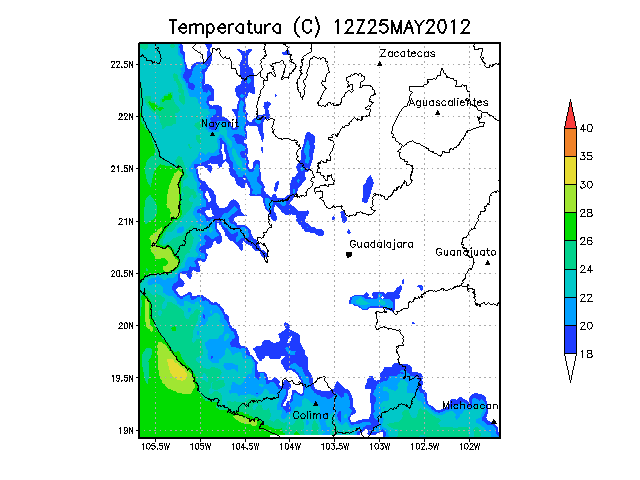 Temperatura (C) 12Z25MAY2012
Zacatecas
22.5N
Aguascalientes
22N
Nayarit
40
21.5N
35
30
21N
28
Guadalajara
26
Guanajuato
20.5N
24
22
20N
20
18
19.5N
Michoacan
Colima
19N
105.5W 105W 104.5W 104W 103.5W 103W 102.5W 102W